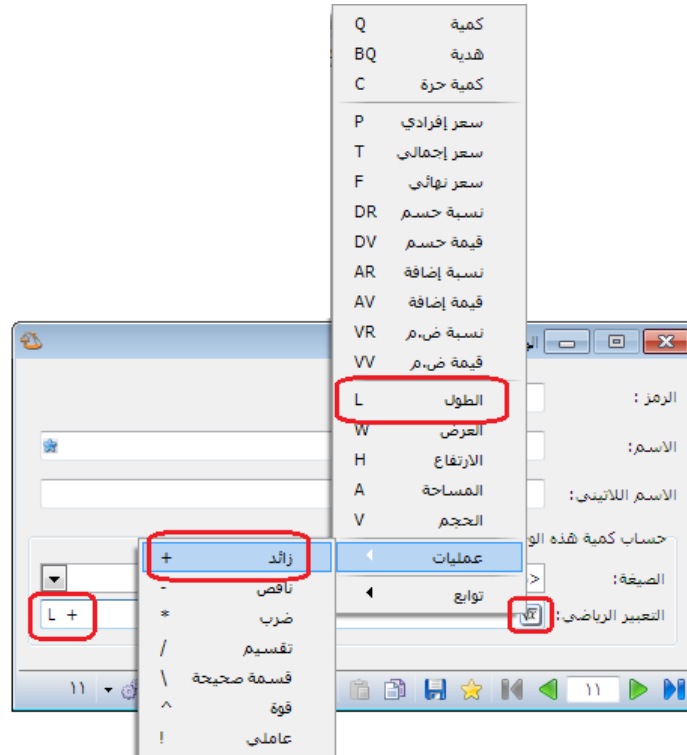 كمية Q
هدية BQ
كمية حرة C
سعر إفرادي P
سعر إجمالي T
سعر نهائي F
نسبة حسم DR
قيمة حسم DV
نسبة إضافة AR
قيمة إضافة AV
نسبة ض.م VR
قيمة ض.م VV
الطول L
العرض W
الارتفاع H
المساحة A
الحجم V
عمليات
توابع
الرمز :
الاسم:
الاسم اللاتيني:
حساب كمية هذه
الصيغة:
التعبير الرياضي:
L +
زائد +
ناقص -
ضرب *
تقسيم /
قسمة صحيحة \
قوة ^
عاملي !
١١
١١